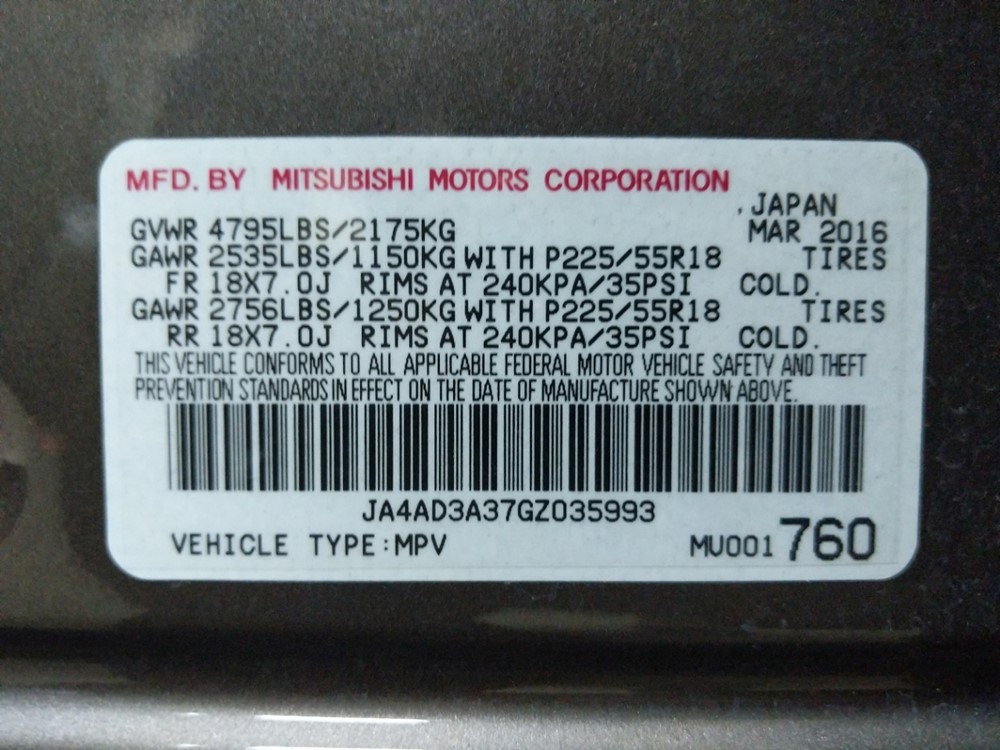 MFD. BY MITSUBISHI MOTORS CORPORATION
, JAPAN
GVWR 4795LBS/2175KG MAR 2016
GAWR 2535LBS/1150KG WITH P225/55R18 TIRES
FR 18X7.0J RIMS AT 240KPA/35PSI COLD.
GAWR 2756LBS/1250KG WITH P225/55R18 TIRES
RR 18X7.0J RIMS AT 240KPA/35PSI COLD.
THIS VEHICLE CONFORMS TO ALL APPLICABLE FEDERAL MOTOR VEHICLE SAFETY AND THEFT
PREVENTION STANDARDS IN EFFECT ON THE DATE OF MANUFACTURE SHOWN ABOVE.
JA4AD3A37GZ035993
VEHICLE TYPE:MPV MU001 760